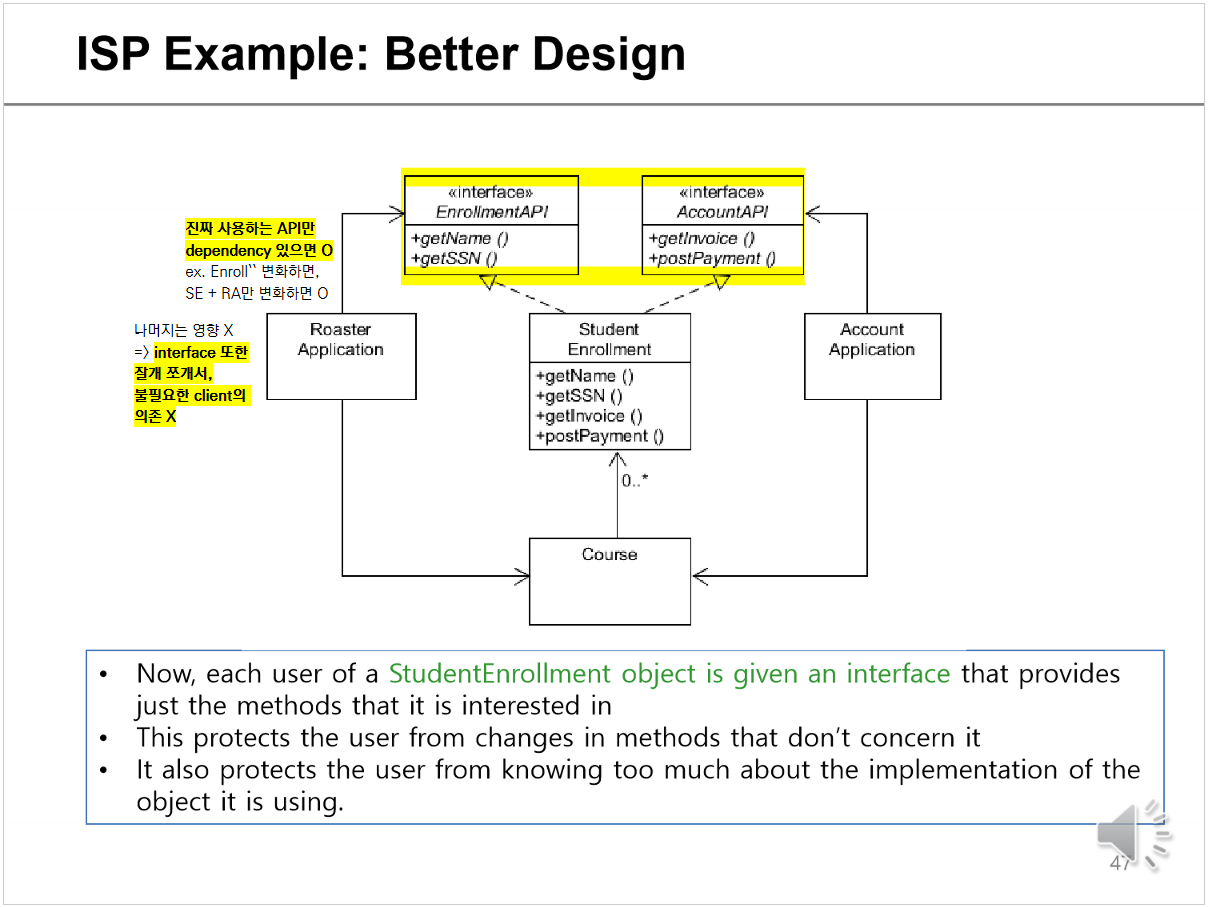 ISP Example: Better Design
«interface»
EnrollmentAPI
+getName ()
+getSSN ()
«interface»
AccountAPI
+getInvoice ()
+postPayment ()
진짜 사용하는 API만
dependency 있으면 O
ex. Enroll`` 변화하면,
SE + RA만 변화하면 O
나머지는 영향 X
=> interface 또한
잘개 쪼개서,
불필요한 client의
의존 X
Roaster
Application
Student
Enrollment
+getName ()
+getSSN ()
+getInvoice ()
+postPayment ()
Account
Application
0..*
Course
• Now, each user of a StudentEnrollment object is given an interface that provides
just the methods that it is interested in
• This protects the user from changes in methods that don’t concern it
• It also protects the user from knowing too much about the implementation of the
object it is using.
47